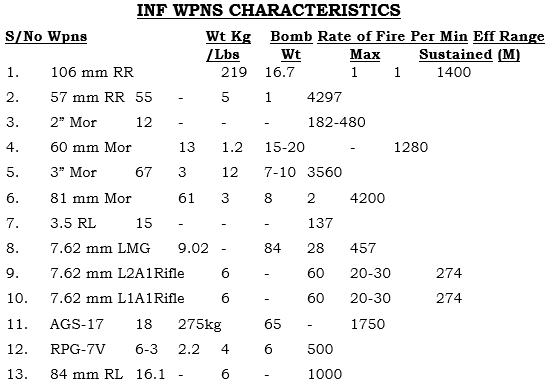 INF WPNS CHARACTERISTICS
S/No Wpns Wt Kg Bomb Rate of Fire Per Min Eff Range
/Lbs Wt Max Sustained (M)
1. 106 mm RR 219 16.7 1 1 1400
2. 57 mm RR 55 - 5 1 4297
3. 2” Mor 12 - - - 182-480
4. 60 mm Mor 13 1.2 15-20 - 1280
5. 3” Mor 67 3 12 7-10 3560
6. 81 mm Mor 61 3 8 2 4200
7. 3.5 RL 15 - - - 137
8. 7.62 mm LMG 9.02 - 84 28 457
9. 7.62 mm L2A1Rifle 6 - 60 20-30 274
10. 7.62 mm L1A1Rifle 6 - 60 20-30 274
11. AGS-17 18 275kg 65 - 1750
12. RPG-7V 6-3 2.2 4 6 500
13. 84 mm RL 16.1 - 6 - 1000